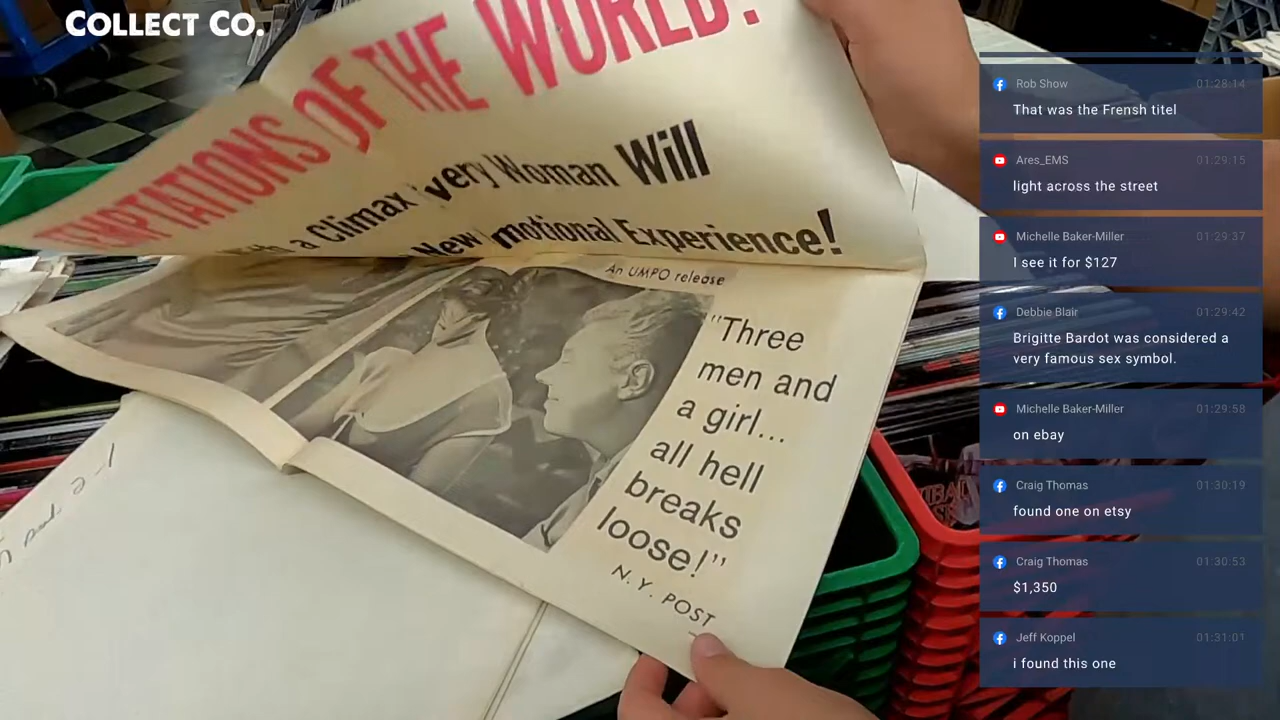 COLLECT CO.
TEMPTATIONS OF THE WORLD!
a Climax Every Woman Will
New Emotional Experience!
An UMPO release
"Three
men and
a girl...
all hell
breaks
loose!"
N.Y. POST
Rob Show 01:28:14
That was the Frensh titel
Ares_EMS 01:29:15
light across the street
Michelle Baker-Miller 01:29:37
I see it for $127
Debbie Blair 01:29:42
Brigitte Bardot was considered a
very famous sex symbol.
Michelle Baker-Miller 01:29:58
on ebay
Craig Thomas 01:30:19
found one on etsy
Craig Thomas 01:30:53
$1,350
Jeff Koppel 01:31:01
i found this one